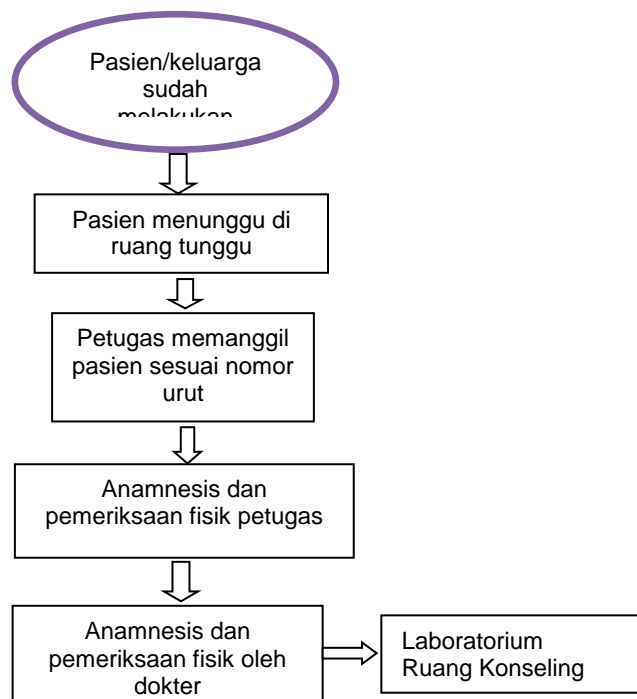 Pasien/keluarga
sudah
melakukan
Pasien menunggu di
ruang tunggu
Petugas memanggil
pasien sesuai nomor
urut
Anamnesis dan
pemeriksaan fisik petugas
Anamnesis dan
pemeriksaan fisik oleh
dokter
Laboratorium
Ruang Konseling